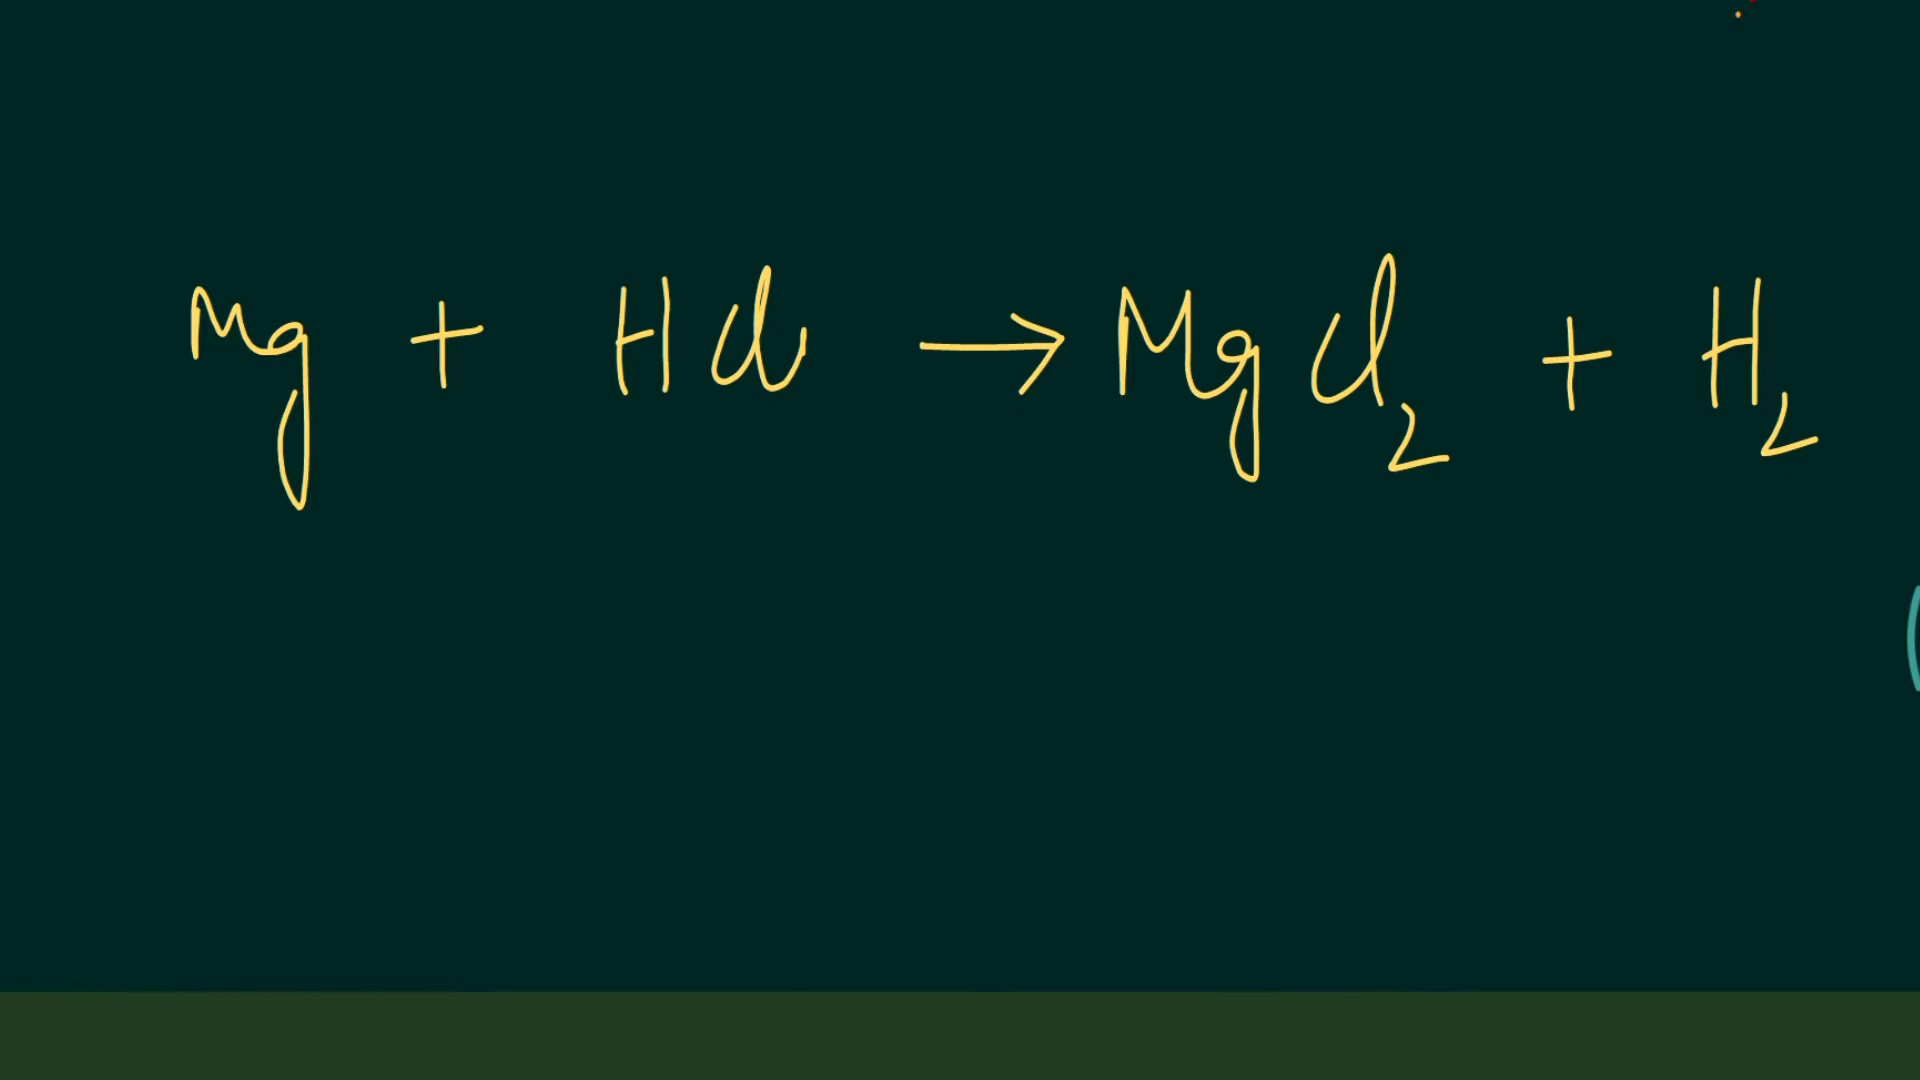 Mg + HCl → MgCl₂ + H₂